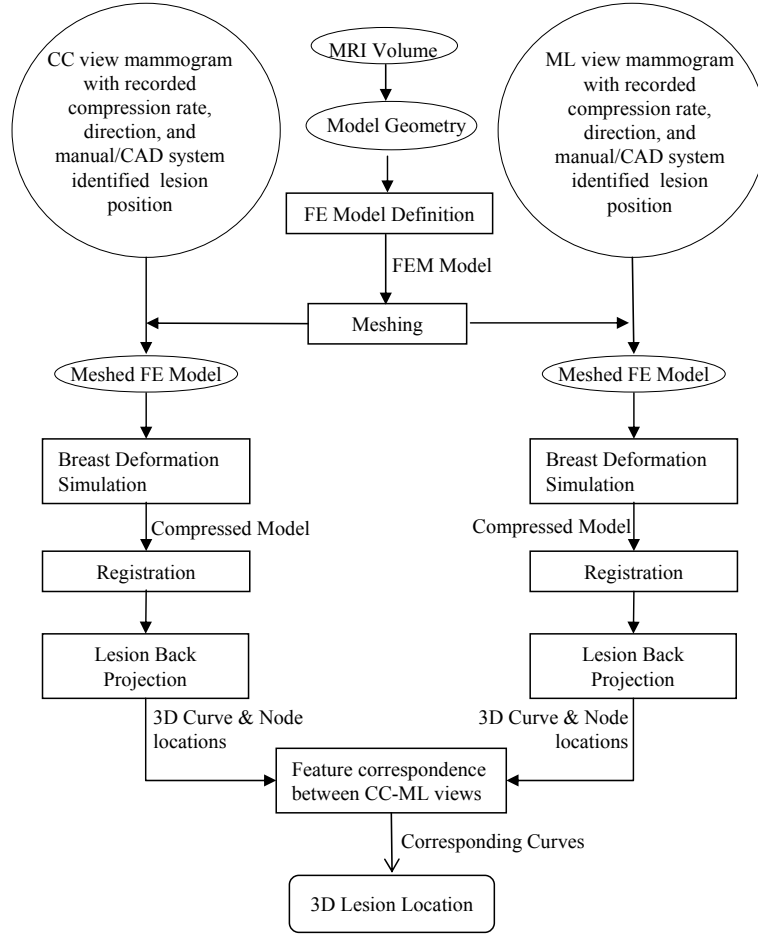 CC view mammogram
with recorded
compression rate,
direction, and
manual/CAD system
identified lesion
position
MRI Volume
Model Geometry
FE Model Definition
FEM Model
Meshing
ML view mammogram
with recorded
compression rate,
direction, and
manual/CAD system
identified lesion
position
Meshed FE Model
Breast Deformation
Simulation
Compressed Model
Registration
Lesion Back
Projection
3D Curve & Node
locations
Meshed FE Model
Breast Deformation
Simulation
Compressed Model
Registration
Lesion Back
Projection
3D Curve & Node
locations
Feature correspondence
between CC-ML views
Corresponding Curves
3D Lesion Location